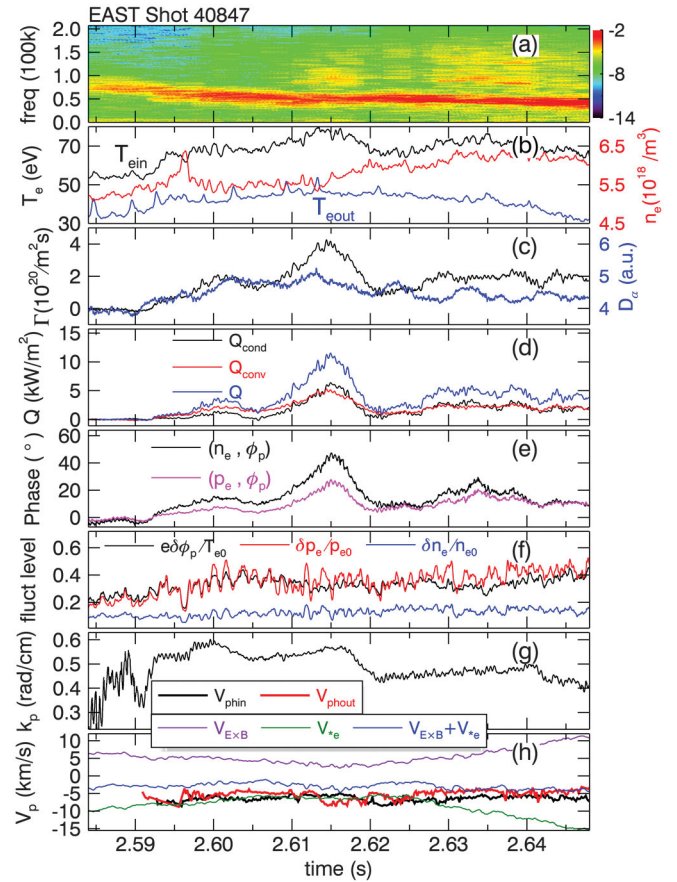 EAST Shot 40847
freq (100k)
2.0
1.5
1.0
0.5
0.0
(a)
-2
-8
-14
T_e (eV)
70
50
30
T_ein
T_eout
(b)
6.5
5.5
4.5
n_e(10^18 /m^3)
Γ(10^20/m^2s)
4
2
0
(c)
6
5
4
D_α (a.u.)
Q (kW/m^2)
15
10
5
0
Q_cond
Q_conv
Q
(d)
Phase (°)
60
40
20
0
(n_e , ϕ_p)
(p_e , ϕ_p)
(e)
fluct level
0.6
0.4
0.2
eδϕ_p/T_e0
δp_e/p_e0
δn_e/n_e0
(f)
k_p (rad/cm)
0.6
0.5
0.4
0.3
(g)
V_phin
V_phout
V_E×B
V_*e
V_E×B+V_*e
V_p (km/s)
10
5
0
-5
-10
-15
(h)
2.59
2.60
2.61
2.62
2.63
2.64
time (s)